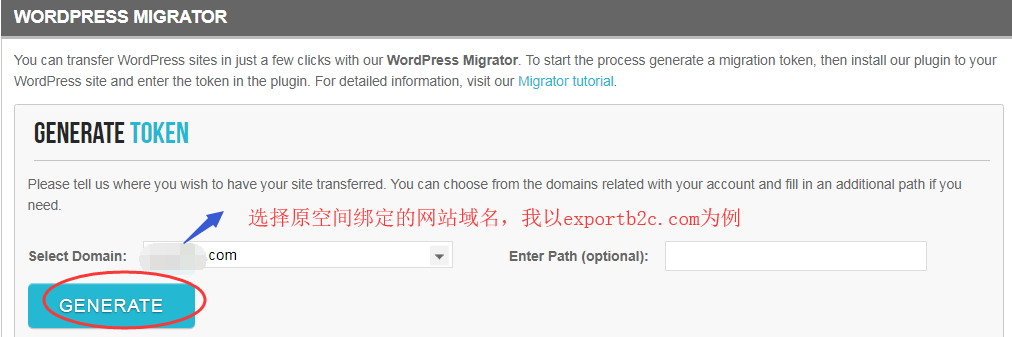 WORDPRESS MIGRATOR
You can transfer WordPress sites in just a few clicks with our WordPress Migrator. To start the process generate a migration token, then install our plugin to your
WordPress site and enter the token in the plugin. For detailed information, visit our Migrator tutorial.
GENERATE TOKEN
Please tell us where you wish to have your site transferred. You can choose from the domains related with your account and fill in an additional path if you
need.
选择原空间绑定的网站域名，我以exportb2c.com为例
Select Domain: .com Enter Path (optional):
GENERATE